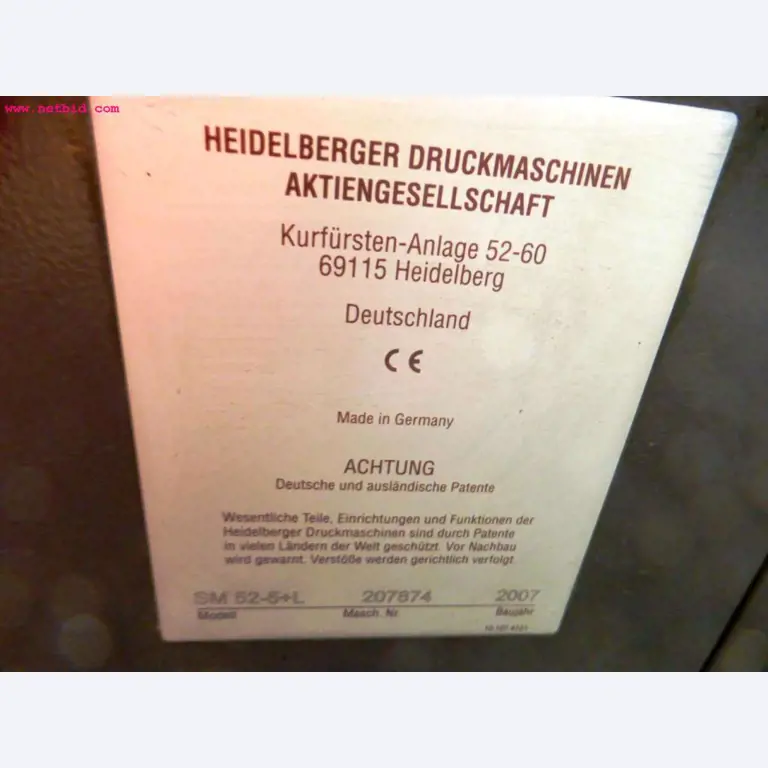 www.netbid.com
HEIDELBERGER DRUCKMASCHINEN
AKTIENGESELLSCHAFT
Kurfürsten-Anlage 52-60
69115 Heidelberg
Deutschland
CE
Made in Germany
ACHTUNG
Deutsche und ausländische Patente
Wesentliche Teile, Einrichtungen und Funktionen der
Heidelberger Druckmaschinen sind durch Patente
in vielen Ländern der Welt geschützt. Vor Nachbau
wird gewarnt. Verstöße werden gerichtlich verfolgt.
SM 52-5+L 207874 2007
Modell Masch. Nr. Baujahr